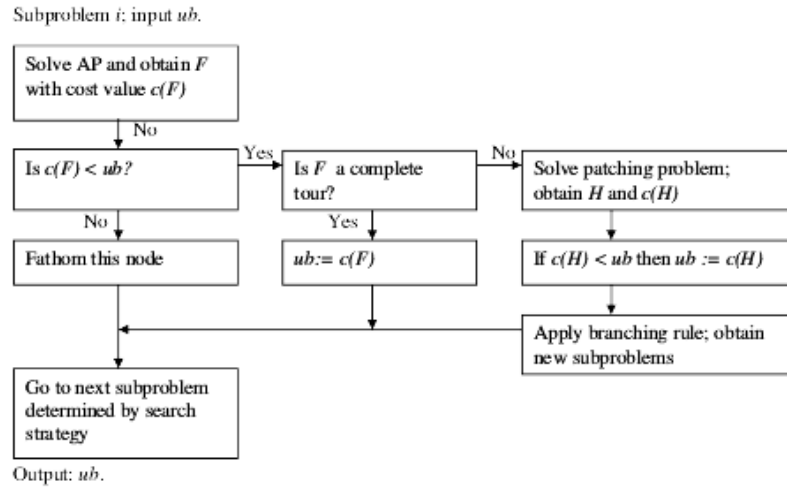 Subproblem i; input ub.
Solve AP and obtain F
with cost value c(F)
No
Is c(F) < ub?
Yes
Is F a complete
tour?
No
Solve patching problem;
obtain H and c(H)
No
Yes
Fathom this node
ub:= c(F)
If c(H) < ub then ub := c(H)
Apply branching rule; obtain
new subproblems
Go to next subproblem
determined by search
strategy
Output: ub.